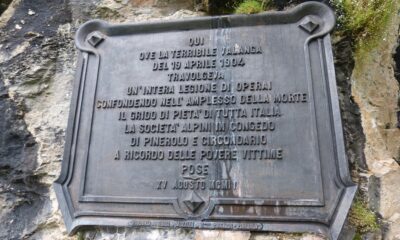 QUI
OVE LA TERRIBILE VALANGA
DEL 19 APRILE 1904
TRAVOLGEVA
UN'INTERA LEGIONE DI OPERAI
CONFONDENDO NELL'AMPLESSO DELLA MORTE
IL GRIDO DI PIETA' DI TUTTA ITALIA
LA SOCIETA' ALPINI IN CONGEDO
DI PINEROLO E CIRCONDARIO
A RICORDO DELLE POVERE VITTIME
POSE
XV AGOSTO